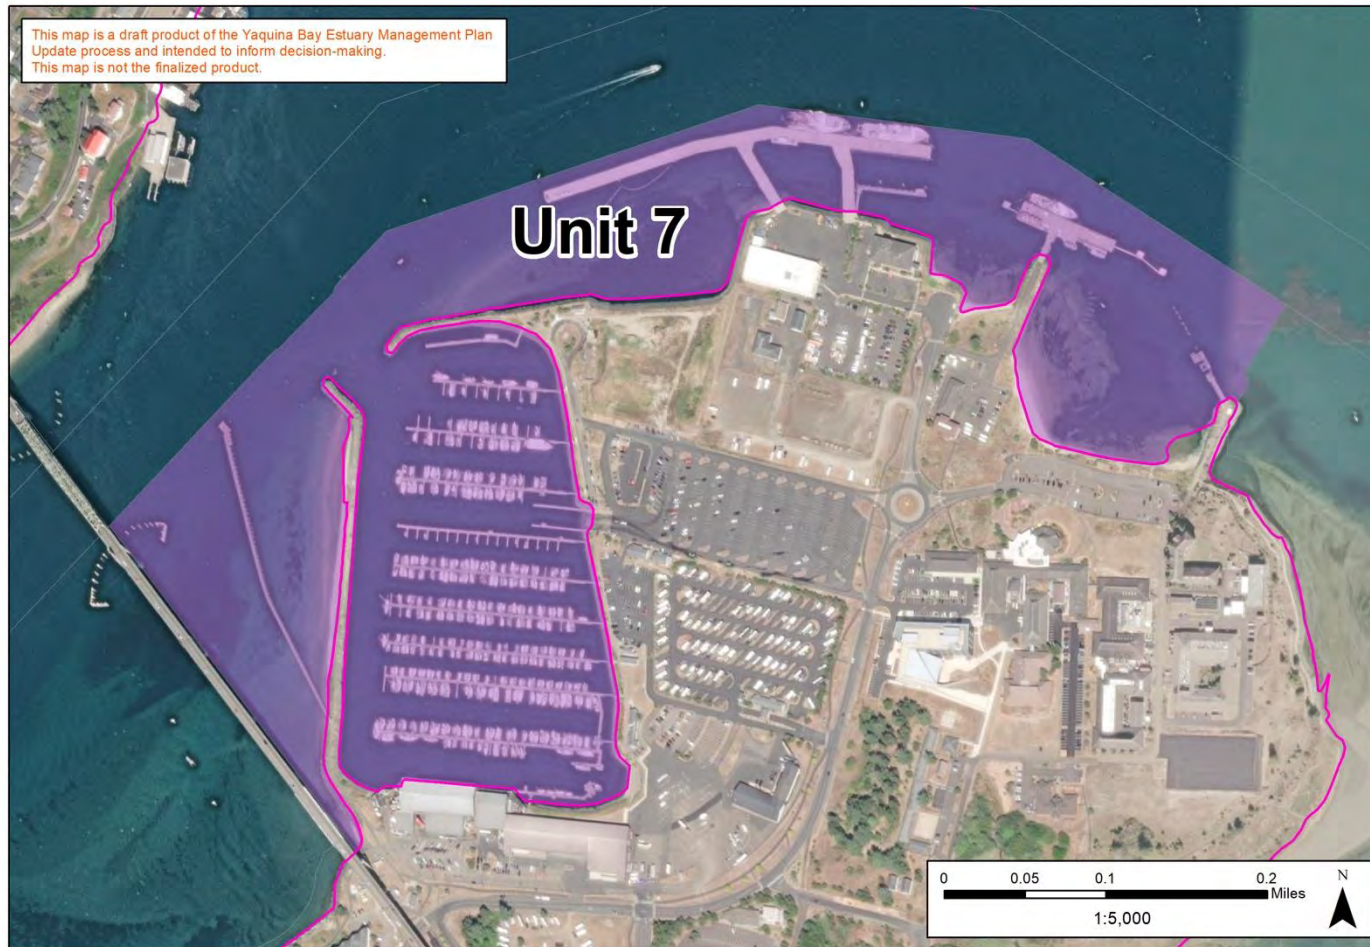 This map is a draft product of the Yaquina Bay Estuary Management Plan
Update process and intended to inform decision-making.
This map is not the finalized product.
Unit 7
0 0.05 0.1 0.2
Miles
1:5,000
N